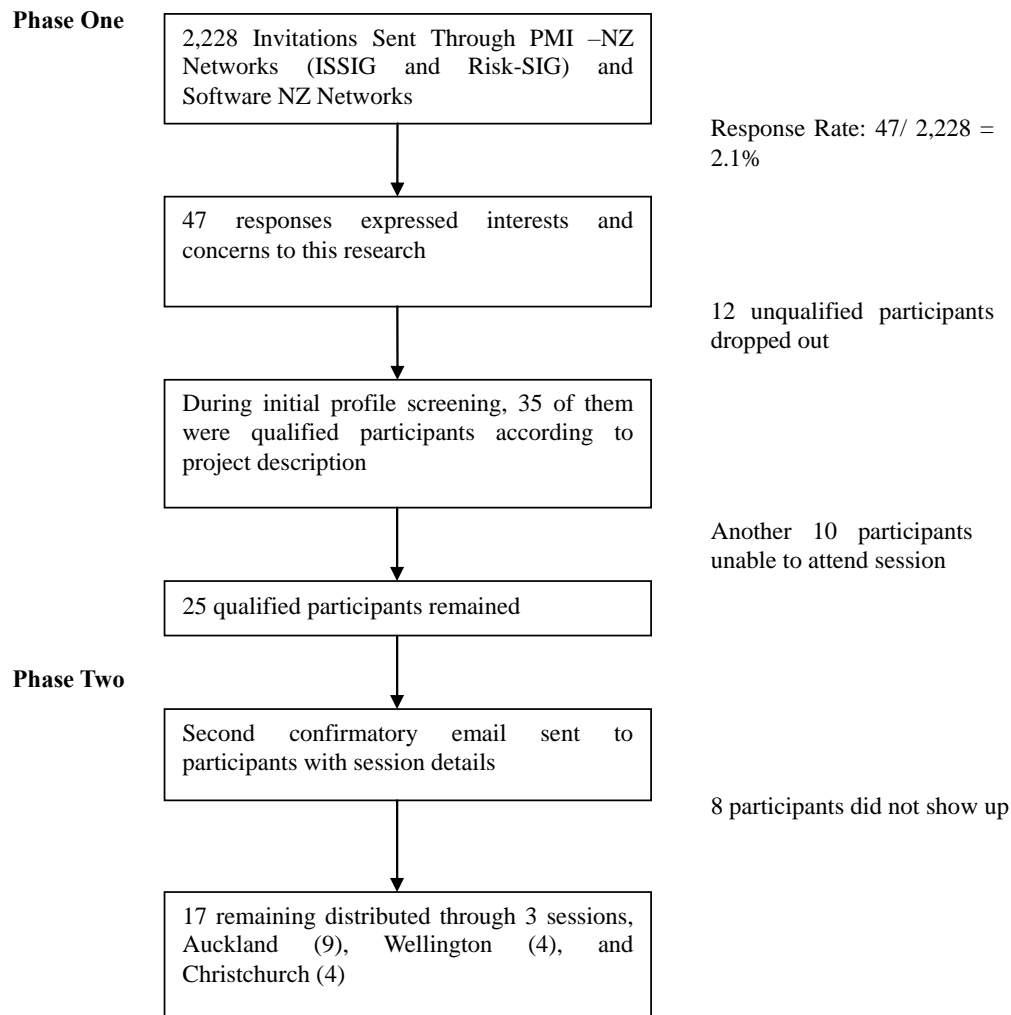 Phase One
2,228 Invitations Sent Through PMI –NZ
Networks (ISSIG and Risk-SIG) and
Software NZ Networks
Response Rate: 47/ 2,228 =
2.1%
47 responses expressed interests and
concerns to this research
12 unqualified participants
dropped out
During initial profile screening, 35 of them
were qualified participants according to
project description
Another 10 participants
unable to attend session
25 qualified participants remained
Phase Two
Second confirmatory email sent to
participants with session details
8 participants did not show up
17 remaining distributed through 3 sessions,
Auckland (9), Wellington (4), and
Christchurch (4)